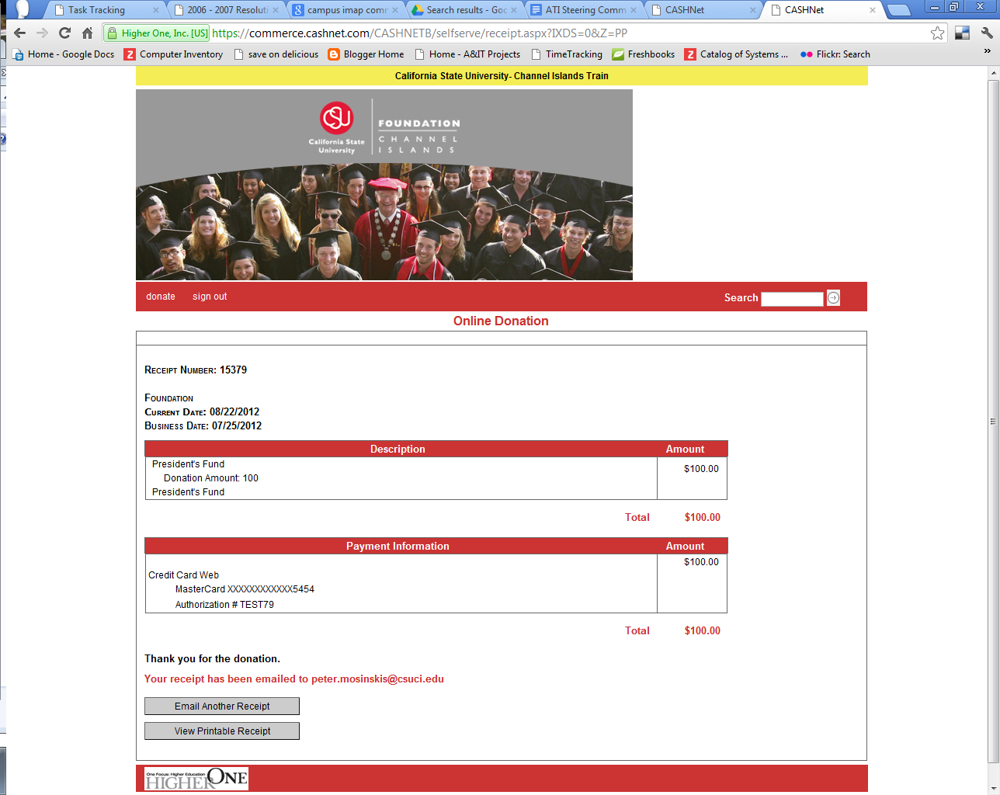 Task Tracking
2006 - 2007 Resoluti
campus imap comm
Search results - Goo
ATI Steering Comm
CASHNet
CASHNet
Higher One, Inc. [US]
https://commerce.cashnet.com/CASHNETB/selfserve/receipt.aspx?IXDS=0&Z=PP
Home - Google Docs
Computer Inventory
save on delicious
Blogger Home
Home - A&IT Projects
TimeTracking
Freshbooks
Catalog of Systems ...
Flickr: Search
California State University- Channel Islands Train
CSU
California State
University
FOUNDATION
CHANNEL
ISLANDS
donate
sign out
Search
Online Donation
Receipt Number: 15379
Foundation
Current Date: 08/22/2012
Business Date: 07/25/2012
Description Amount
President's Fund
$100.00
Donation Amount: 100
President's Fund
Total $100.00
Payment Information Amount
$100.00
Credit Card Web
MasterCard XXXXXXXXXXXX5454
Authorization # TEST79
Total $100.00
Thank you for the donation.
Your receipt has been emailed to peter.mosinskis@csuci.edu
Email Another Receipt
View Printable Receipt
One Focus: Higher Education
HIGHERONE